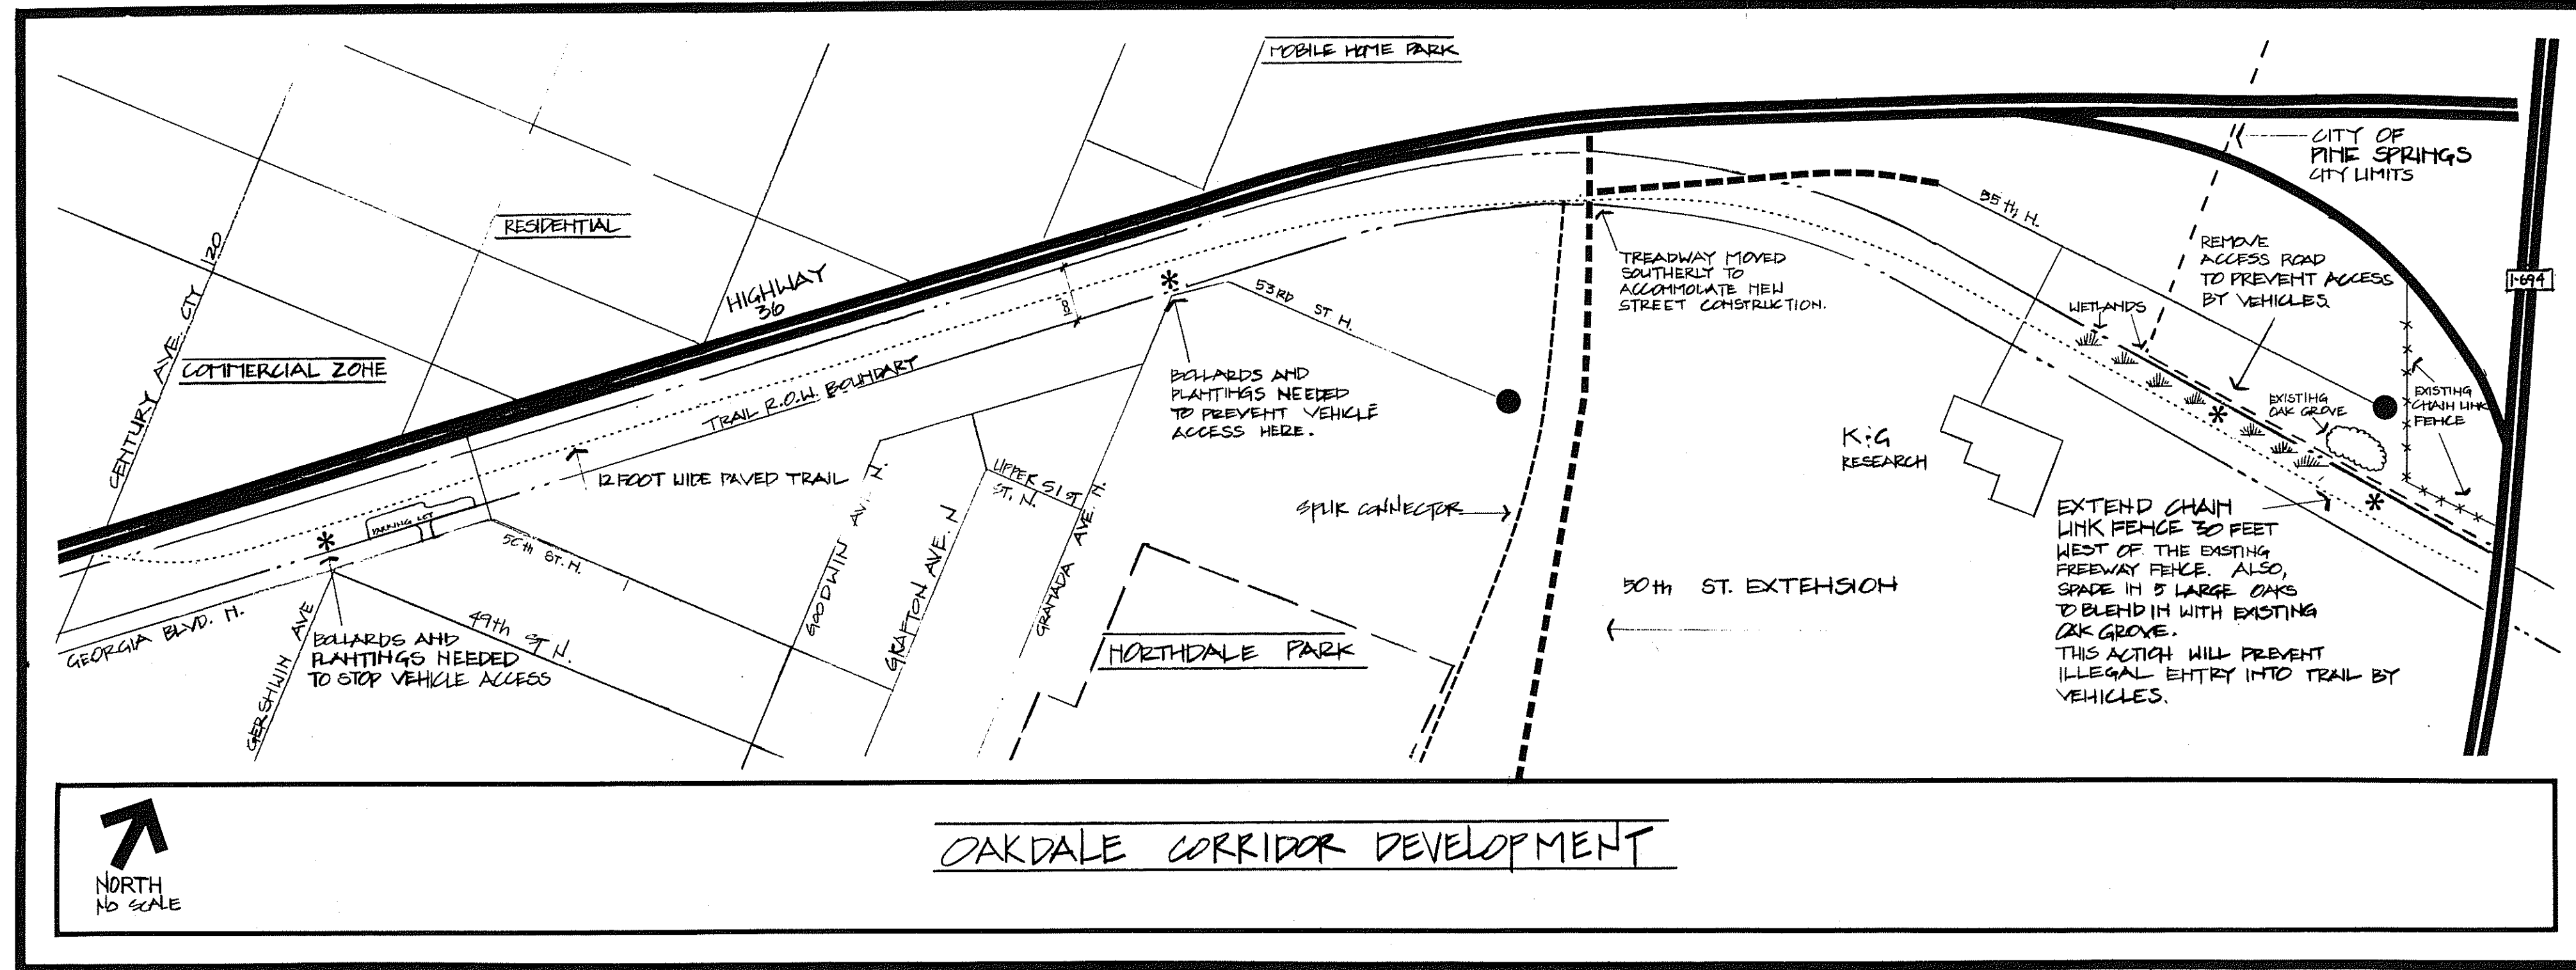 MOBILE HOME PARK
CITY OF
PINE SPRINGS
CITY LIMITS
RESIDENTIAL
35th, N.
CENTURY AVE. CTY 120
HIGHWAY
36
REMOVE
ACCESS ROAD
TO PREVENT ACCESS
BY VEHICLES.
I-694
TREADWAY MOVED
SOUTHERLY TO
ACCOMMODATE NEW
STREET CONSTRUCTION.
53RD ST N.
100'
WETLANDS
COMMERCIAL ZONE
TRAIL R.O.W. BOUNDARY
BOLLARDS AND
PLANTINGS NEEDED
TO PREVENT VEHICLE
ACCESS HERE.
EXISTING
OAK GROVE
EXISTING
CHAIN LINK
FENCE
K&G
RESEARCH
12 FOOT WIDE PAVED TRAIL
UPPER 51ST
ST. N.
SPUR CONNECTOR
PARKING LOT
50th ST. N.
GOODWIN AV. N.
GRAFTON AVE. N
GRANADA AVE. N.
EXTEND CHAIN
LINK FENCE 30 FEET
WEST OF THE EXISTING
FREEWAY FENCE. ALSO,
SPADE IN 5 LARGE OAKS
TO BLEND IN WITH EXISTING
OAK GROVE.
THIS ACTION WILL PREVENT
ILLEGAL ENTRY INTO TRAIL BY
VEHICLES.
50th ST. EXTENSION
GEORGIA BLVD. N.
GERSHWIN AVE
49th ST N.
BOLLARDS AND
PLANTINGS NEEDED
TO STOP VEHICLE ACCESS
NORTHDALE PARK
OAKDALE CORRIDOR DEVELOPMENT
NORTH
NO SCALE